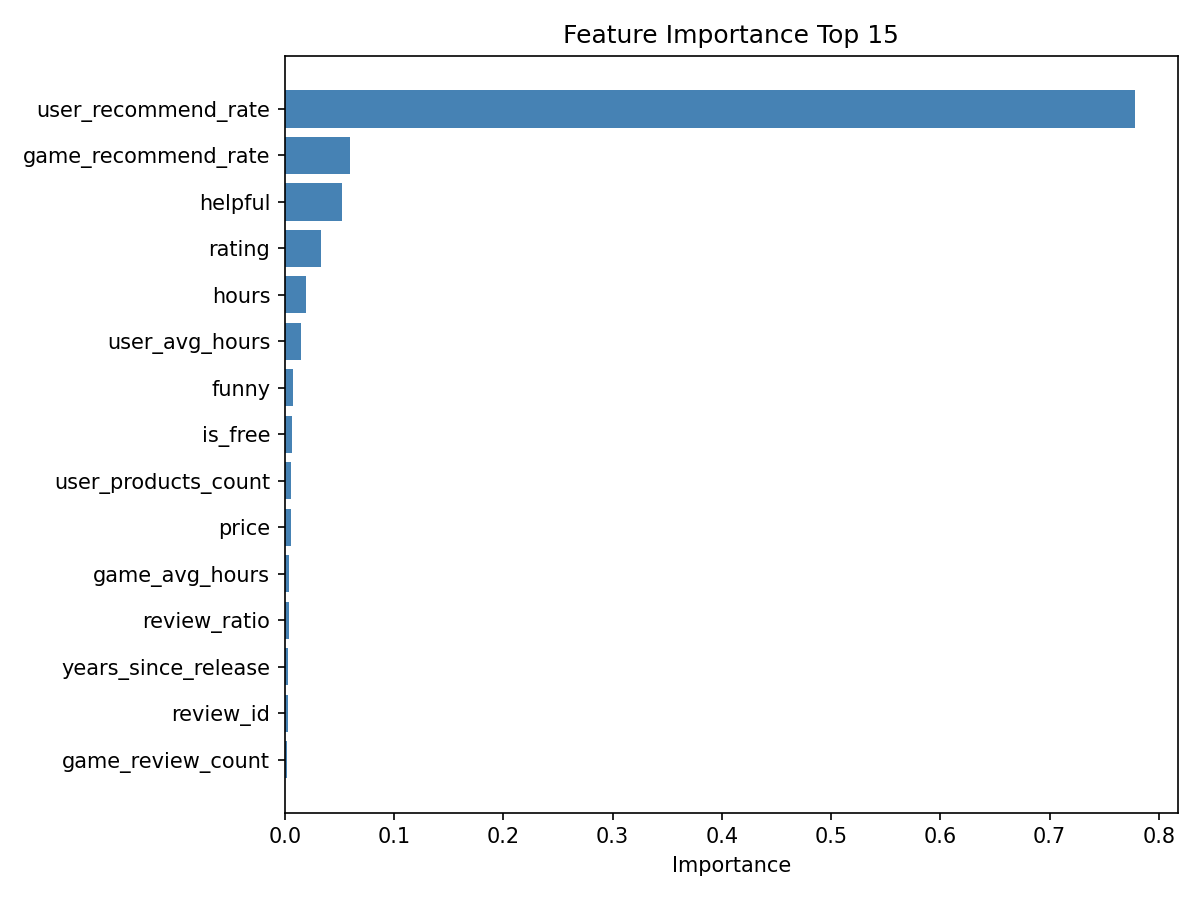 Feature Importance Top 15
user_recommend_rate
game_recommend_rate
helpful
rating
hours
user_avg_hours
funny
is_free
user_products_count
price
game_avg_hours
review_ratio
years_since_release
review_id
game_review_count
0.0 0.1 0.2 0.3 0.4 0.5 0.6 0.7 0.8
Importance